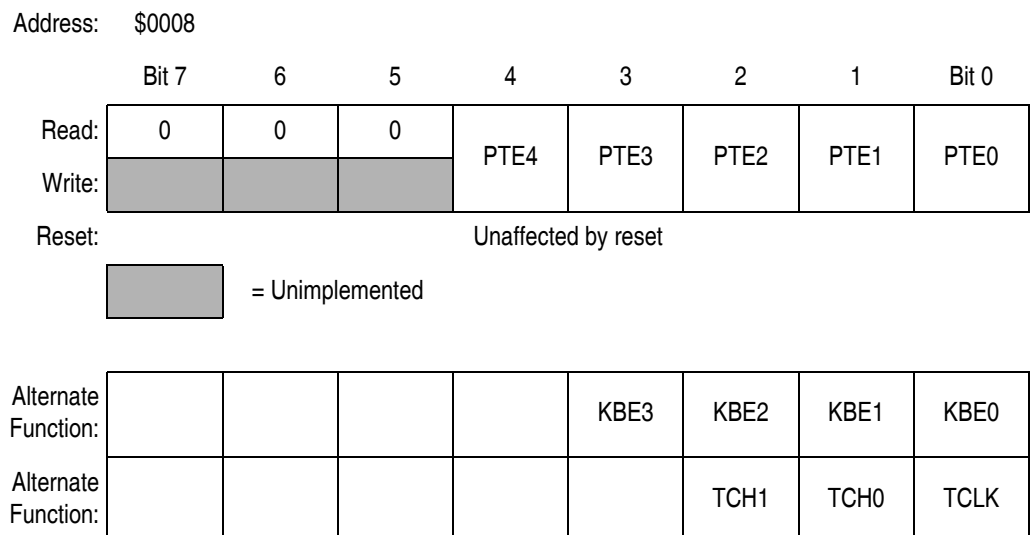 Address: $0008
Bit 7 6 5 4 3 2 1 Bit 0
Read: 0 0 0 PTE4 PTE3 PTE2 PTE1 PTE0
Write:
Reset: Unaffected by reset
= Unimplemented
Alternate
Function: KBE3 KBE2 KBE1 KBE0
Alternate
Function: TCH1 TCH0 TCLK